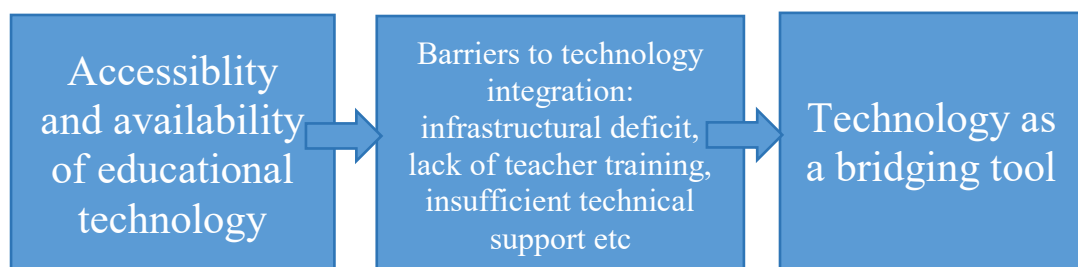 Accessiblity
and availability
of educational
technology
Barriers to technology
integration:
infrastructural deficit,
lack of teacher training,
insufficient technical
support etc
Technology as
a bridging tool